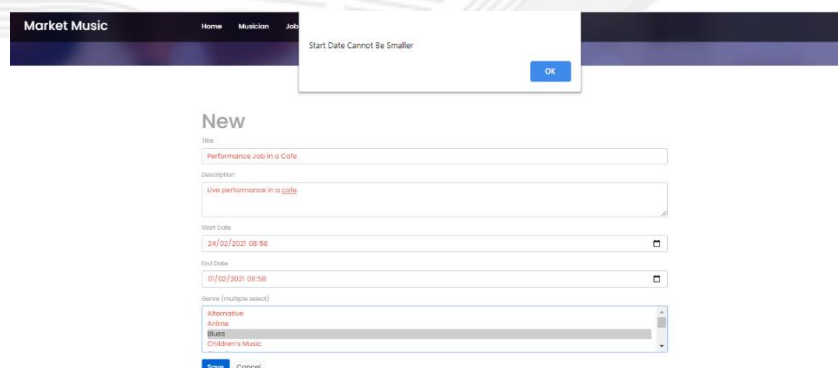 Market Music
Home Musician Job
Start Date Cannot Be Smaller
OK
New
Title
Performance Job in a Cafe
Description
Live performance in a cafe.
Start Date
24/02/2021 08:58
End Date
01/02/2021 08:58
Genre (multiple select)
Alternative
Anime
Blues
Children's Music
Save Cancel